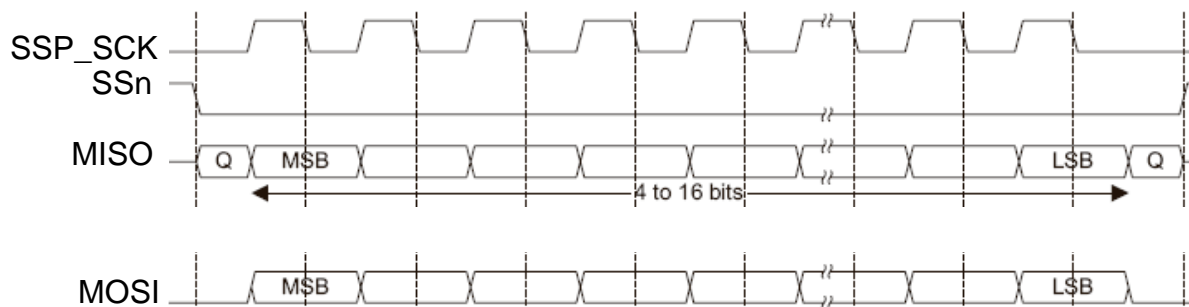 SSP_SCK
SSn
MISO Q MSB LSB Q
4 to 16 bits
MOSI MSB LSB